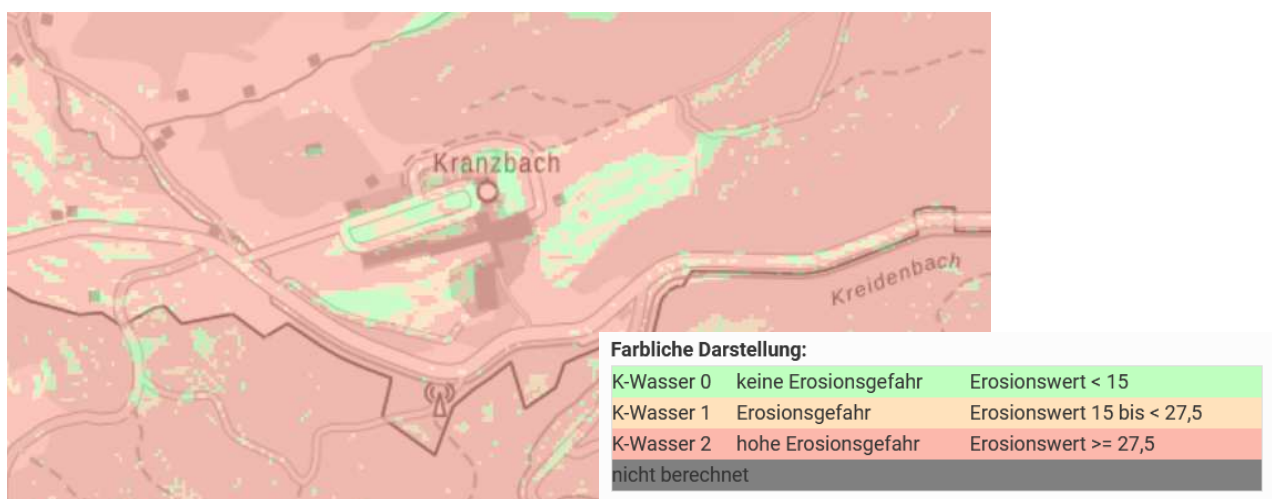 Kranzbach
Kreidenbach
Farbliche Darstellung:
K-Wasser 0 keine Erosionsgefahr Erosionswert < 15
K-Wasser 1 Erosionsgefahr Erosionswert 15 bis < 27,5
K-Wasser 2 hohe Erosionsgefahr Erosionswert >= 27,5
nicht berechnet